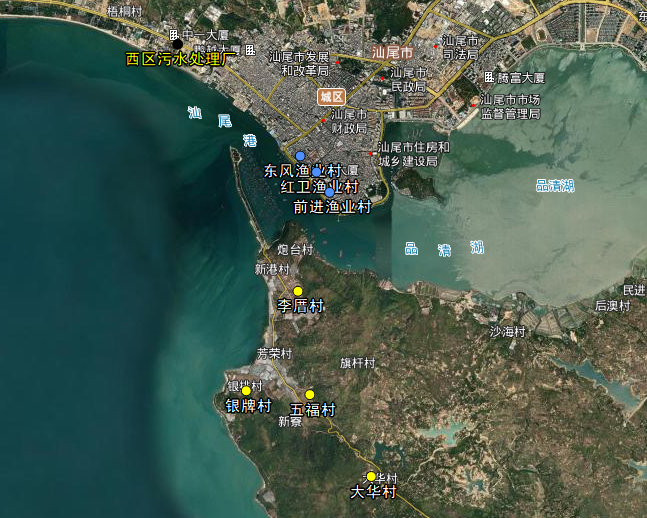 梧桐村
中一大厦
西区污水处理厂
汕尾市
汕尾市
司法局
汕尾市发展
和改革局
汕尾市
民政局
腾富大厦
城区
汕尾市市场
监督管理局
汕尾港
汕尾市
财政局
汕尾市住房和
城乡建设局
东风渔业村
大厦
红卫渔业村
前进渔业村
品清湖
品清湖
炮台村
新港村
李厝村
民进
后澳村
沙海村
芳荣村
旗杆村
银牌村
五福村
新寮
大华村